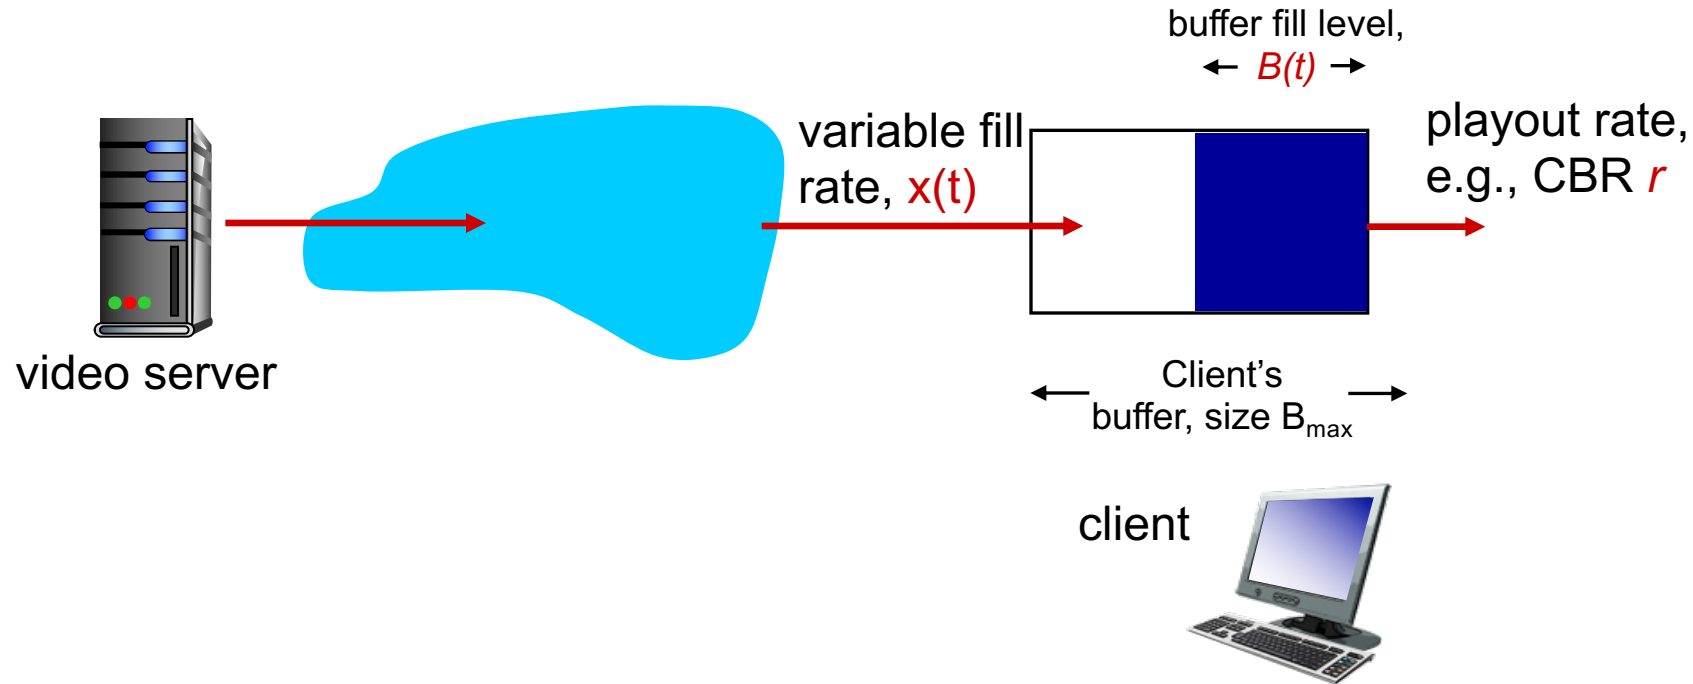 buffer fill level,
B(t)
variable fill
rate, x(t)
playout rate,
e.g., CBR r
video server
Client’s
buffer, size Bmax
client